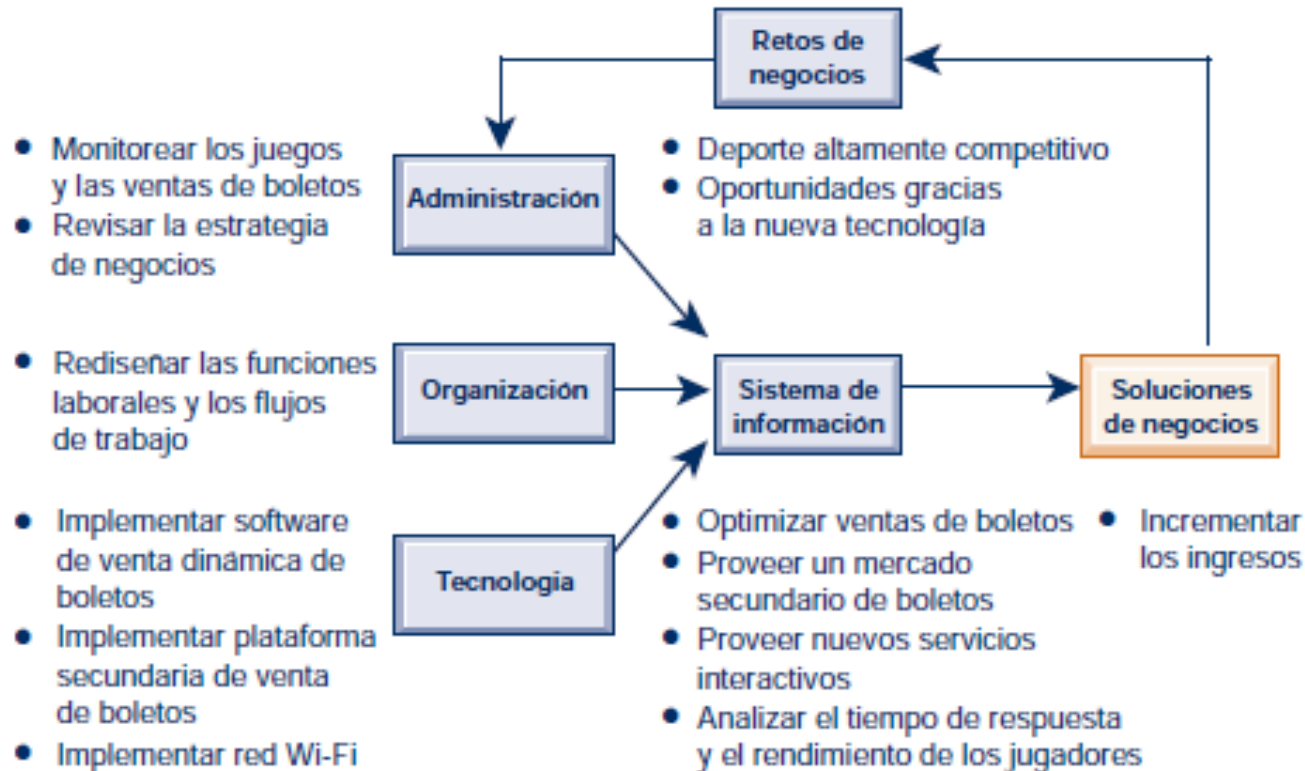 Retos de
negocios
• Monitorear los juegos
y las ventas de boletos
• Revisar la estrategia
de negocios
Administración
• Deporte altamente competitivo
• Oportunidades gracias
a la nueva tecnología
• Rediseñar las funciones
laborales y los flujos
de trabajo
Organización
Sistema de
información
Soluciones
de negocios
• Implementar software
de venta dinámica de
boletos
• Implementar plataforma
secundaria de venta
de boletos
• Implementar red Wi-Fi
Tecnologia
• Optimizar ventas de boletos
• Proveer un mercado
secundario de boletos
• Proveer nuevos servicios
interactivos
• Analizar el tiempo de respuesta
y el rendimiento de los jugadores
• Incrementar
los ingresos